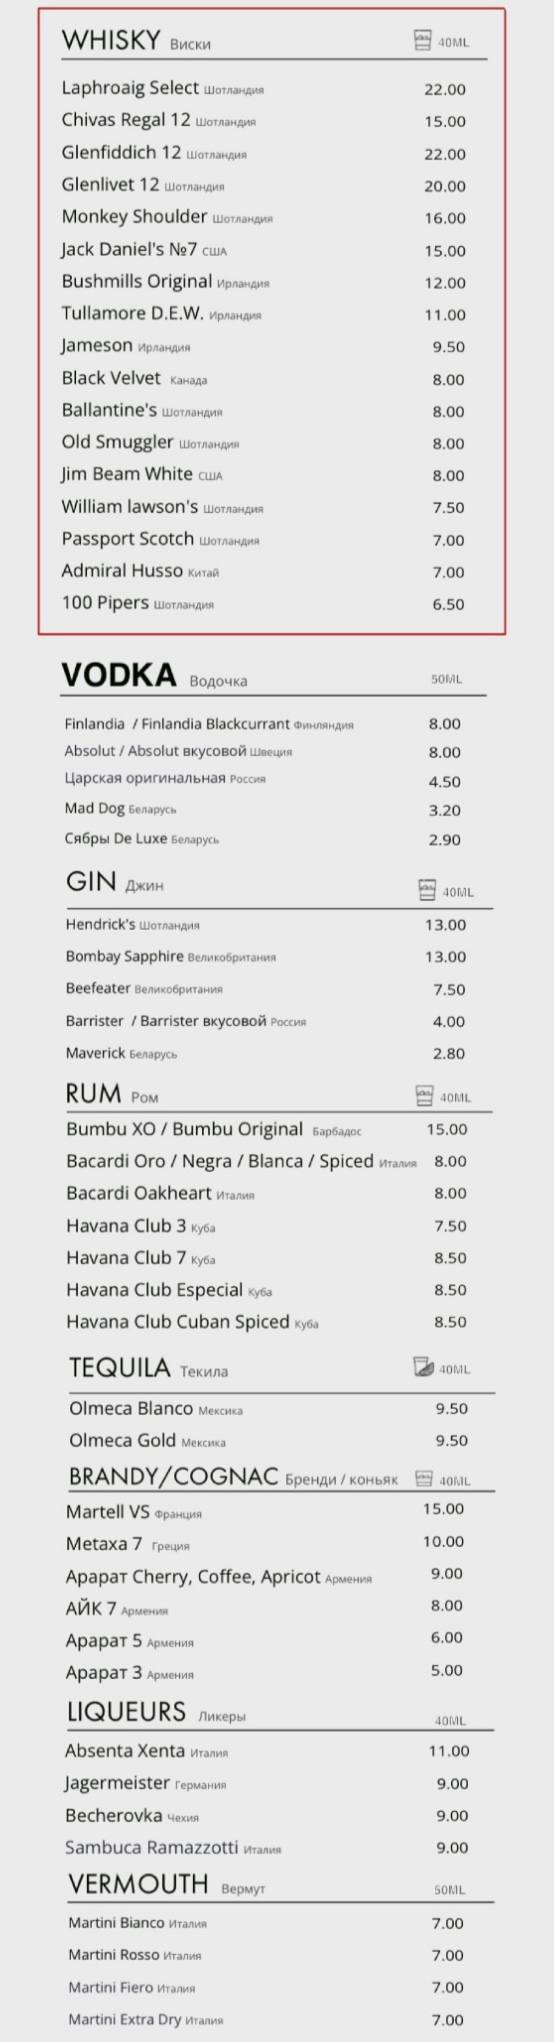 WHISKY Виски 40ML
Laphroaig Select Шотландия 22.00
Chivas Regal 12 Шотландия 15.00
Glenfiddich 12 Шотландия 22.00
Glenlivet 12 Шотландия 20.00
Monkey Shoulder Шотландия 16.00
Jack Daniel's №7 США 15.00
Bushmills Original Ирландия 12.00
Tullamore D.E.W. Ирландия 11.00
Jameson Ирландия 9.50
Black Velvet Канада 8.00
Ballantine's Шотландия 8.00
Old Smuggler Шотландия 8.00
Jim Beam White США 8.00
William lawson's Шотландия 7.50
Passport Scotch Шотландия 7.00
Admiral Husso Китай 7.00
100 Pipers Шотландия 6.50
VODKA Водочка 50ML
Finlandia / Finlandia Blackcurrant Финляндия 8.00
Absolut / Absolut вкусовой Швеция 8.00
Царская оригинальная Россия 4.50
Mad Dog Беларусь 3.20
Сябры De Luxe Беларусь 2.90
GIN Джин 40ML
Hendrick's Шотландия 13.00
Bombay Sapphire Великобритания 13.00
Beefeater Великобритания 7.50
Barrister / Barrister вкусовой Россия 4.00
Maverick Беларусь 2.80
RUM Ром 40ML
Bumbu XO / Bumbu Original Барбадос 15.00
Bacardi Oro / Negra / Blanca / Spiced Италия 8.00
Bacardi Oakheart Италия 8.00
Havana Club 3 Куба 7.50
Havana Club 7 Куба 8.50
Havana Club Especial Куба 8.50
Havana Club Cuban Spiced Куба 8.50
TEQUILA Текила 40ML
Olmeca Blanco Мексика 9.50
Olmeca Gold Мексика 9.50
BRANDY/COGNAC Бренди / коньяк 40ML
Martell VS Франция 15.00
Metaxa 7 Греция 10.00
Арарат Cherry, Coffee, Apricot Армения 9.00
АЙК 7 Армения 8.00
Арарат 5 Армения 6.00
Арарат 3 Армения 5.00
LIQUEURS Ликеры 40ML
Absenta Xenta Италия 11.00
Jagermeister Германия 9.00
Becherovka Чехия 9.00
Sambuca Ramazzotti Италия 9.00
VERMOUTH Вермут 50ML
Martini Bianco Италия 7.00
Martini Rosso Италия 7.00
Martini Fiero Италия 7.00
Martini Extra Dry Италия 7.00